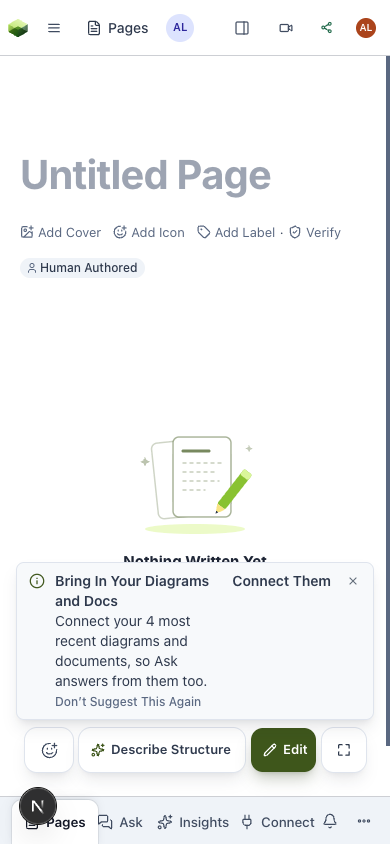 Pages AL AL
Untitled Page
Add Cover Add Icon Add Label · Verify
Human Authored
Nothing Written Yet
Bring In Your Diagrams and Docs Connect Them
Connect your 4 most
recent diagrams and
documents, so Ask
answers from them too.
Don't Suggest This Again
Describe Structure Edit
N Pages Ask Insights Connect